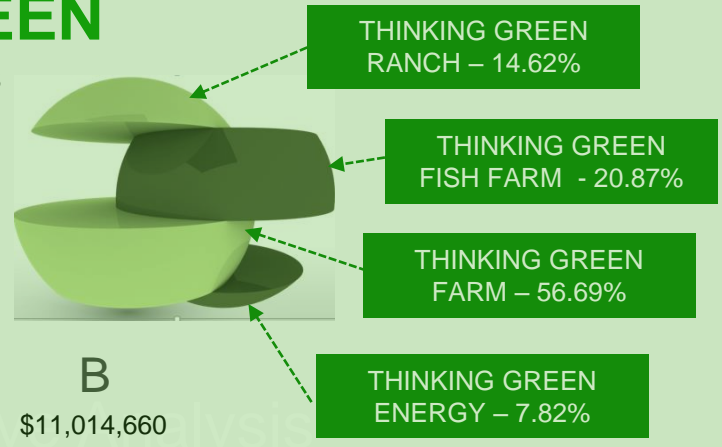 EEN
THINKING GREEN
RANCH – 14.62%
THINKING GREEN
FISH FARM - 20.87%
THINKING GREEN
FARM – 56.69%
THINKING GREEN
ENERGY – 7.82%
B
$11,014,660
alysis